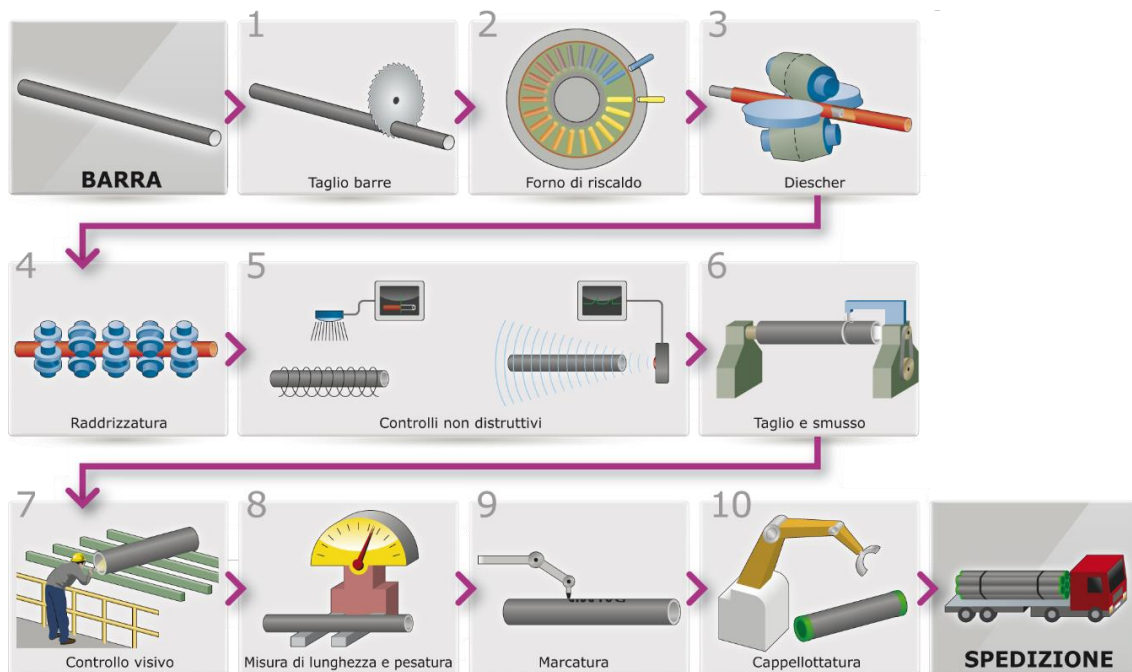 BARRA
1
Taglio barre
2
Forno di riscaldo
3
Diescher
4
Raddrizzatura
5
Controlli non distruttivi
6
Taglio e smusso
7
Controllo visivo
8
Misura di lunghezza e pesatura
9
Marcatura
10
Cappellottatura
SPEDIZIONE